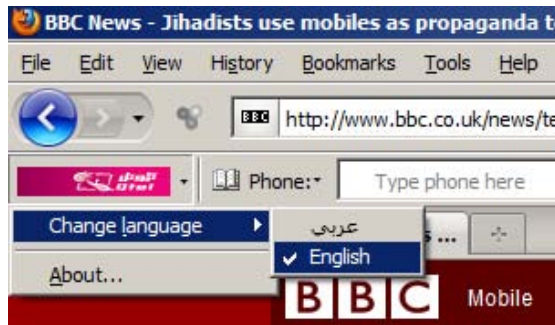 BBC News - Jihadists use mobiles as propaganda t
File Edit View History Bookmarks Tools Help
BBC http://www.bbc.co.uk/news/te
Phone: Type phone here
Change language
عربي
English
About...
BBC Mobile